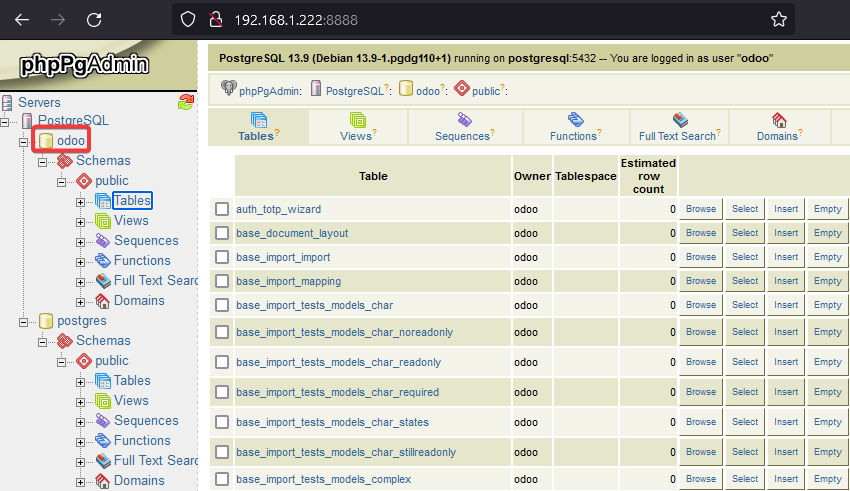 192.168.1.222:8888
phpPgAdmin
Servers
PostgreSQL
odoo
Schemas
public
Tables
Views
Sequences
Functions
Full Text Sear
Domains
postgres
Schemas
public
Tables
Views
Sequences
Functions
Full Text Sear
Domains
PostgreSQL 13.9 (Debian 13.9-1.pgdg110+1) running on postgresql:5432 -- You are logged in as user "odoo"
phpPgAdmin: PostgreSQL?: odoo?: public?:
Tables? Views? Sequences? Functions? Full Text Search? Domains?
Table Owner Tablespace Estimated row count
auth_totp_wizard odoo 0 Browse Select Insert Empty
base_document_layout odoo 0 Browse Select Insert Empty
base_import_import odoo 0 Browse Select Insert Empty
base_import_mapping odoo 0 Browse Select Insert Empty
base_import_tests_models_char odoo 0 Browse Select Insert Empty
base_import_tests_models_char_noreadonly odoo 0 Browse Select Insert Empty
base_import_tests_models_char_readonly odoo 0 Browse Select Insert Empty
base_import_tests_models_char_required odoo 0 Browse Select Insert Empty
base_import_tests_models_char_states odoo 0 Browse Select Insert Empty
base_import_tests_models_char_stillreadonly odoo 0 Browse Select Insert Empty
base_import_tests_models_complex odoo 0 Browse Select Insert Empty